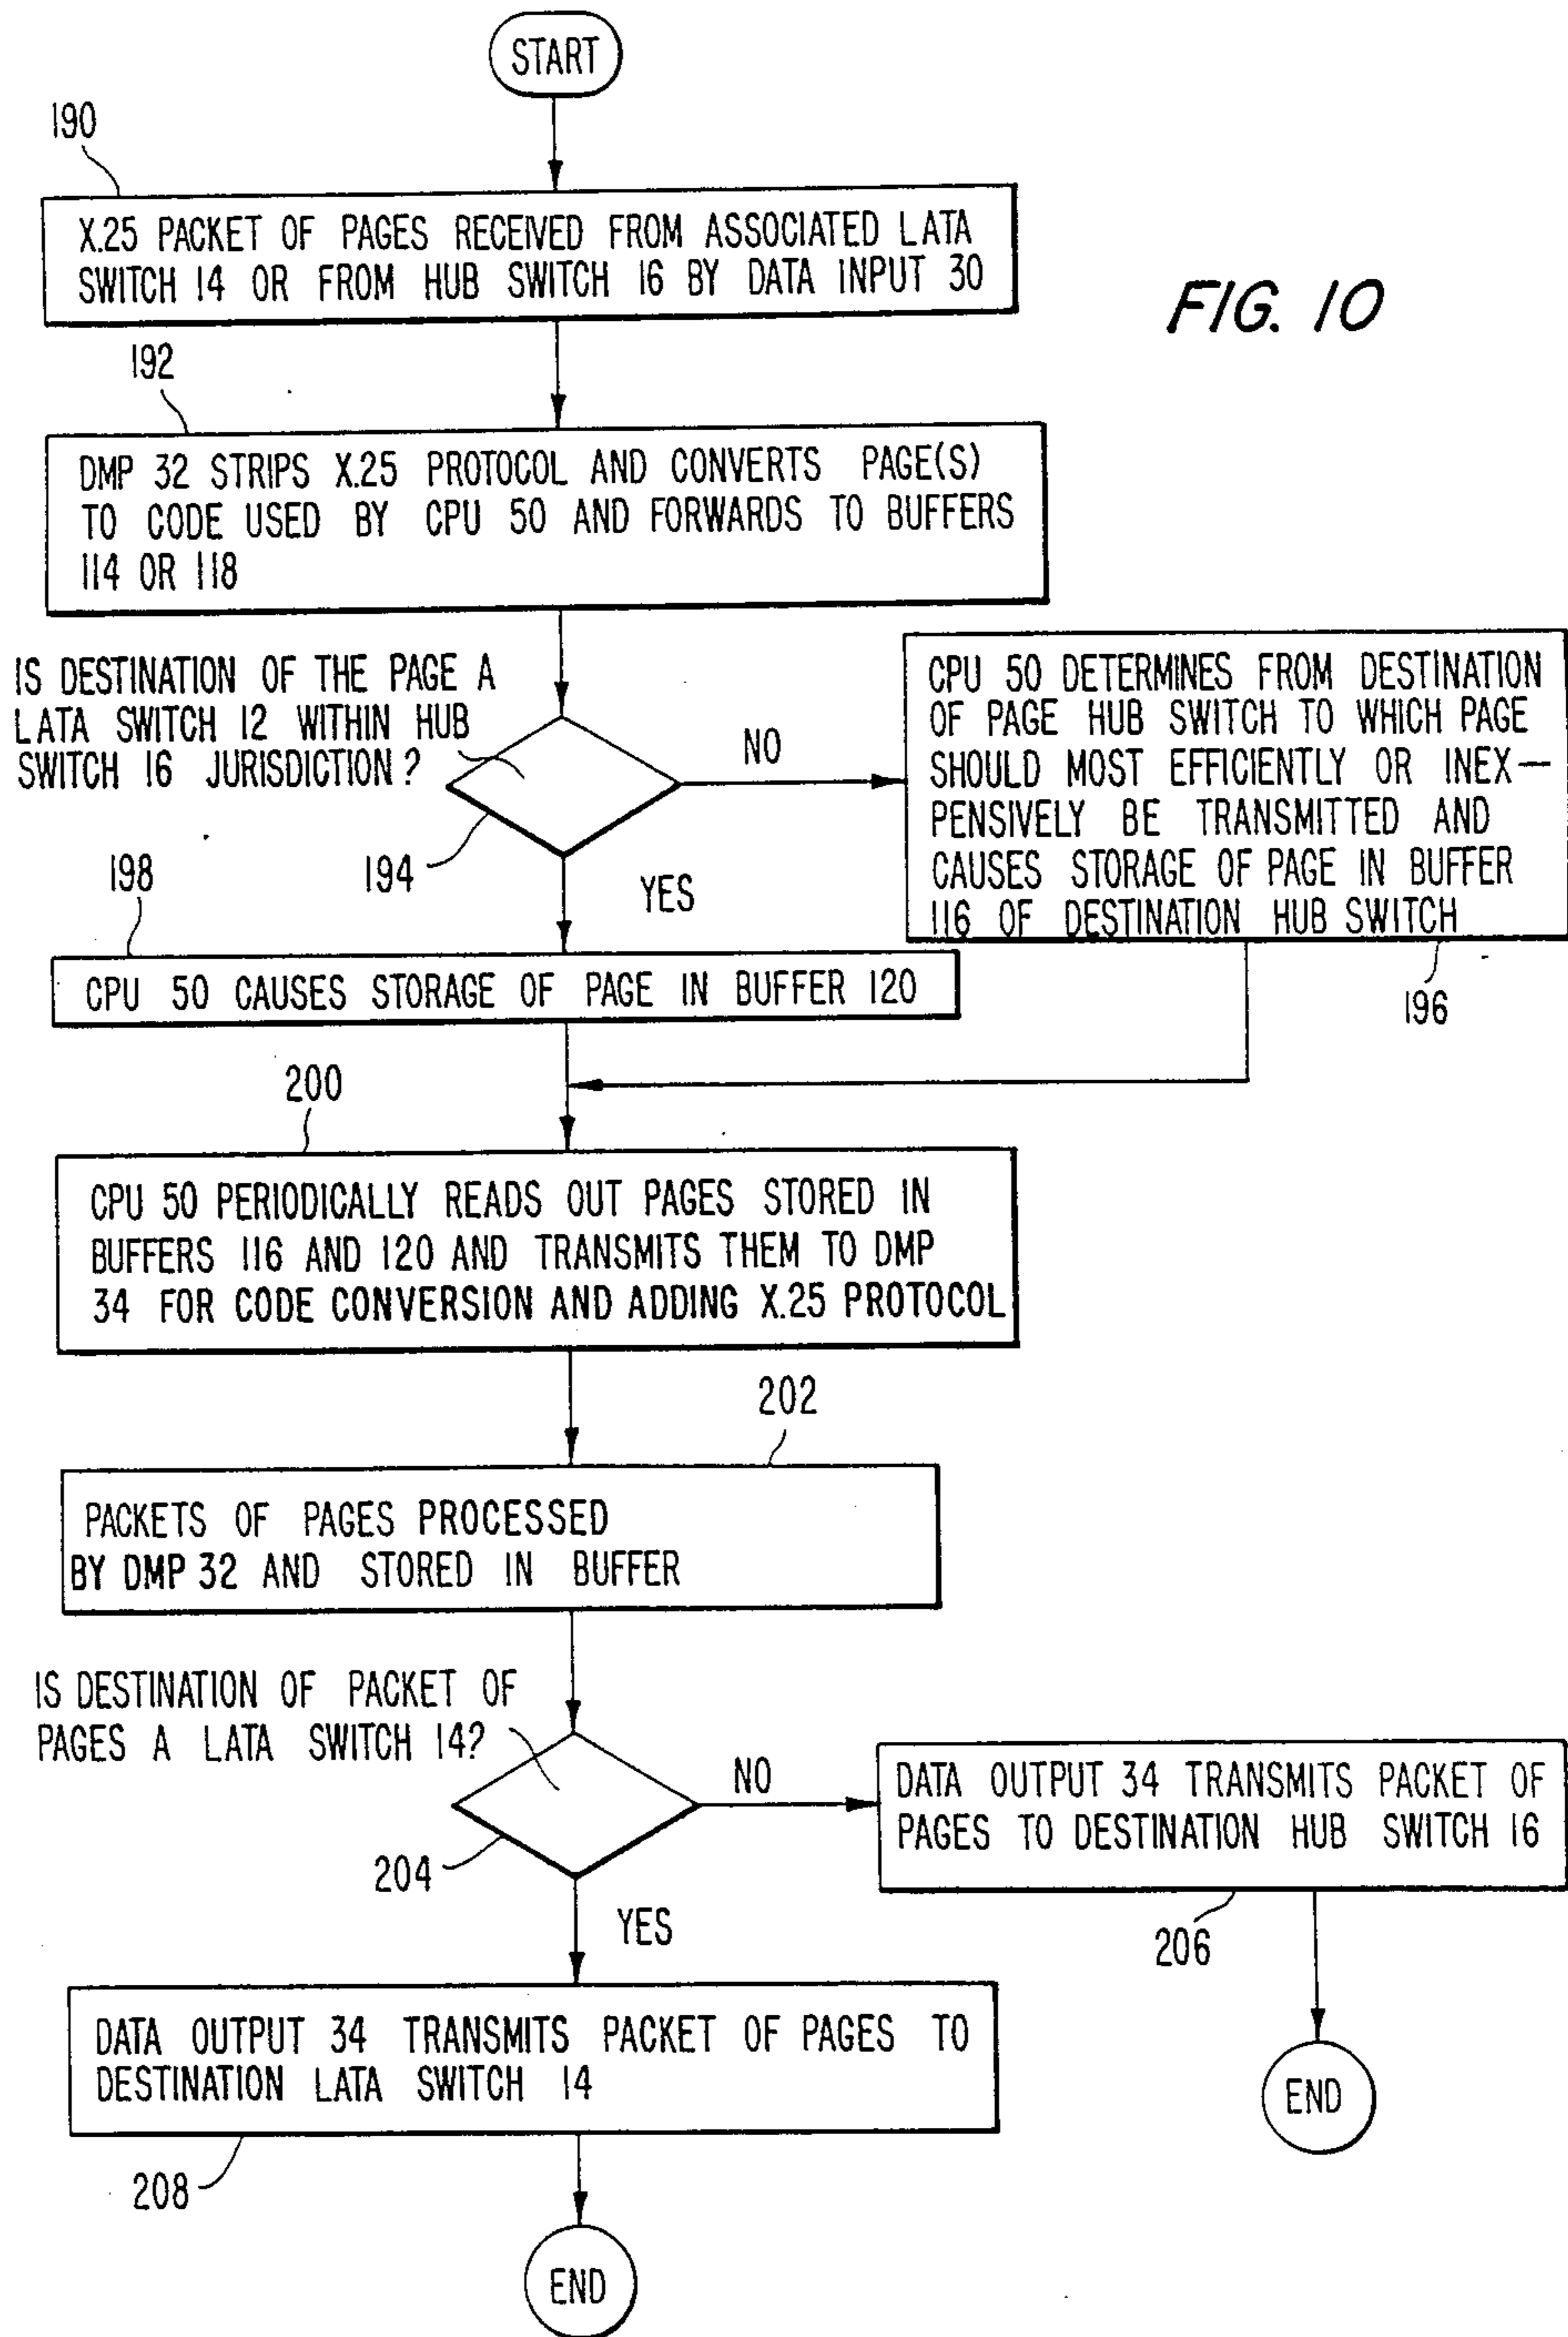 START
190
X.25 PACKET OF PAGES RECEIVED FROM ASSOCIATED LATA
SWITCH 14 OR FROM HUB SWITCH 16 BY DATA INPUT 30
FIG. 10
192
DMP 32 STRIPS X.25 PROTOCOL AND CONVERTS PAGE(S)
TO CODE USED BY CPU 50 AND FORWARDS TO BUFFERS
114 OR 118
IS DESTINATION OF THE PAGE A
LATA SWITCH 12 WITHIN HUB
SWITCH 16 JURISDICTION?
194
NO
YES
CPU 50 DETERMINES FROM DESTINATION
OF PAGE HUB SWITCH TO WHICH PAGE
SHOULD MOST EFFICIENTLY OR INEX-
PENSIVELY BE TRANSMITTED AND
CAUSES STORAGE OF PAGE IN BUFFER
116 OF DESTINATION HUB SWITCH
196
198
CPU 50 CAUSES STORAGE OF PAGE IN BUFFER 120
200
CPU 50 PERIODICALLY READS OUT PAGES STORED IN
BUFFERS 116 AND 120 AND TRANSMITS THEM TO DMP
34 FOR CODE CONVERSION AND ADDING X.25 PROTOCOL
202
PACKETS OF PAGES PROCESSED
BY DMP 32 AND STORED IN BUFFER
IS DESTINATION OF PACKET OF
PAGES A LATA SWITCH 14?
204
NO
YES
DATA OUTPUT 34 TRANSMITS PACKET OF
PAGES TO DESTINATION HUB SWITCH 16
206
END
DATA OUTPUT 34 TRANSMITS PACKET OF PAGES TO
DESTINATION LATA SWITCH 14
208
END